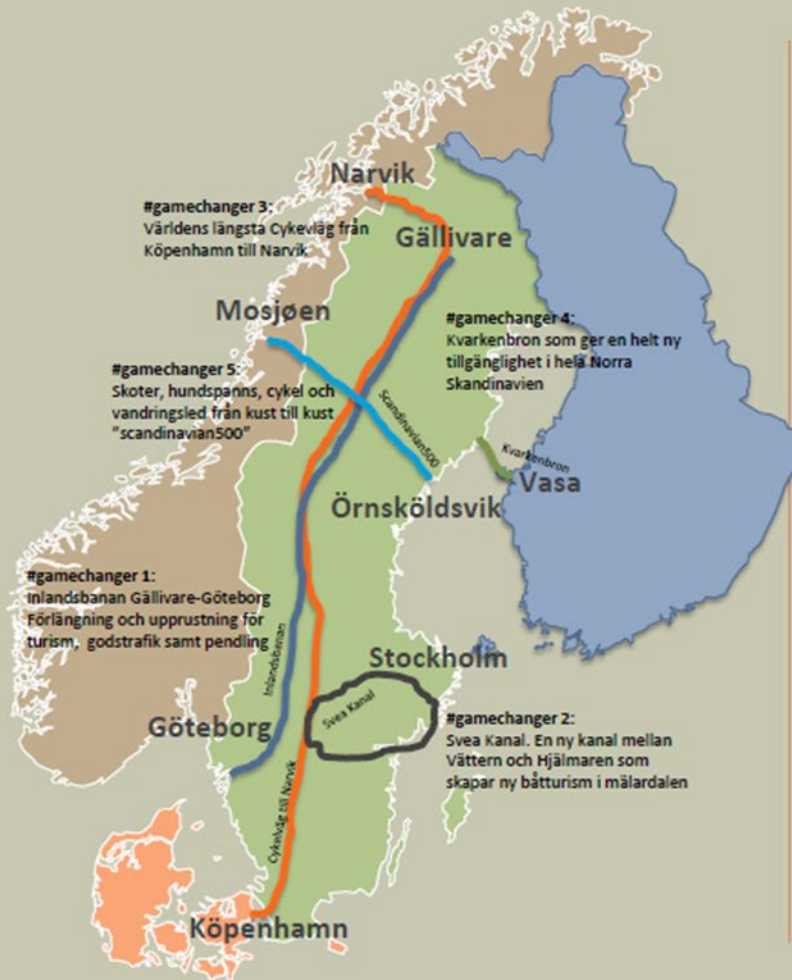 Narvik
#gamechanger 3:
Världens längsta Cykevläg från
Köpenhamn till Narvik
Gällivare
Mosjøen
#gamechanger 4:
Kvarkenbron som ger en helt ny
tillgänglighet i hela Norra
Skandinavien
#gamechanger 5:
Skoter, hundspanns, cykel och
vandringsled från kust till kust
"scandinavian500"
Scandinavian500
Kvarkenbron
Vasa
Örnsköldsvik
#gamechanger 1:
Inlandsbanan Gällivare-Göteborg
Förlängning och upprustning för
turism, godstrafik samt pendling
Inlandsbanan
Stockholm
Svea Kanal
Göteborg
#gamechanger 2:
Svea Kanal. En ny kanal mellan
Vättern och Hjälmaren som
skapar ny båtturism i mälardalen
Cykelväg till Narvik
Köpenhamn